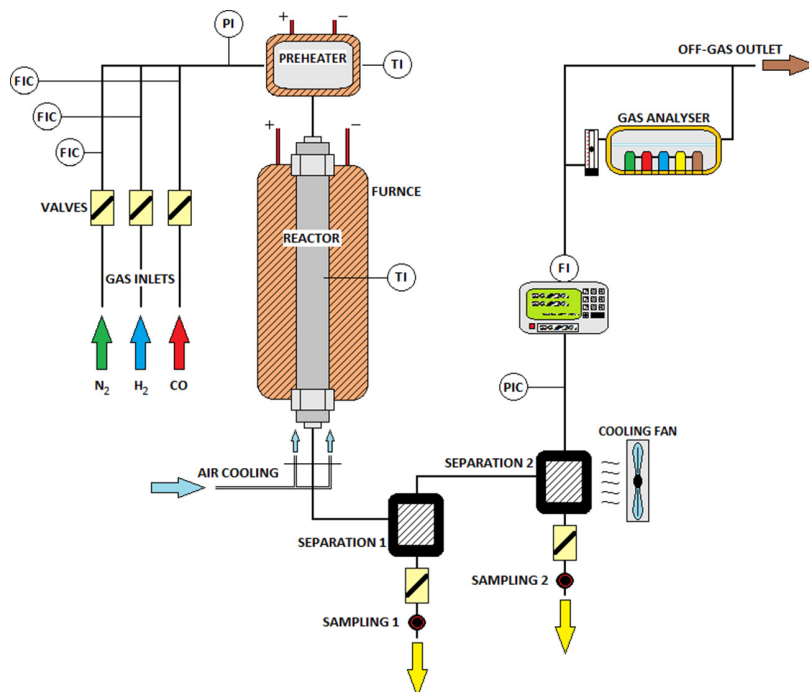 PI
+
−
PREHEATER
TI
OFF-GAS OUTLET
FIC
FIC
FIC
GAS ANALYSER
+
−
VALVES
FURNCE
REACTOR
GAS INLETS
TI
FI
N2
H2
CO
PIC
COOLING FAN
AIR COOLING
SEPARATION 2
SEPARATION 1
SAMPLING 2
SAMPLING 1